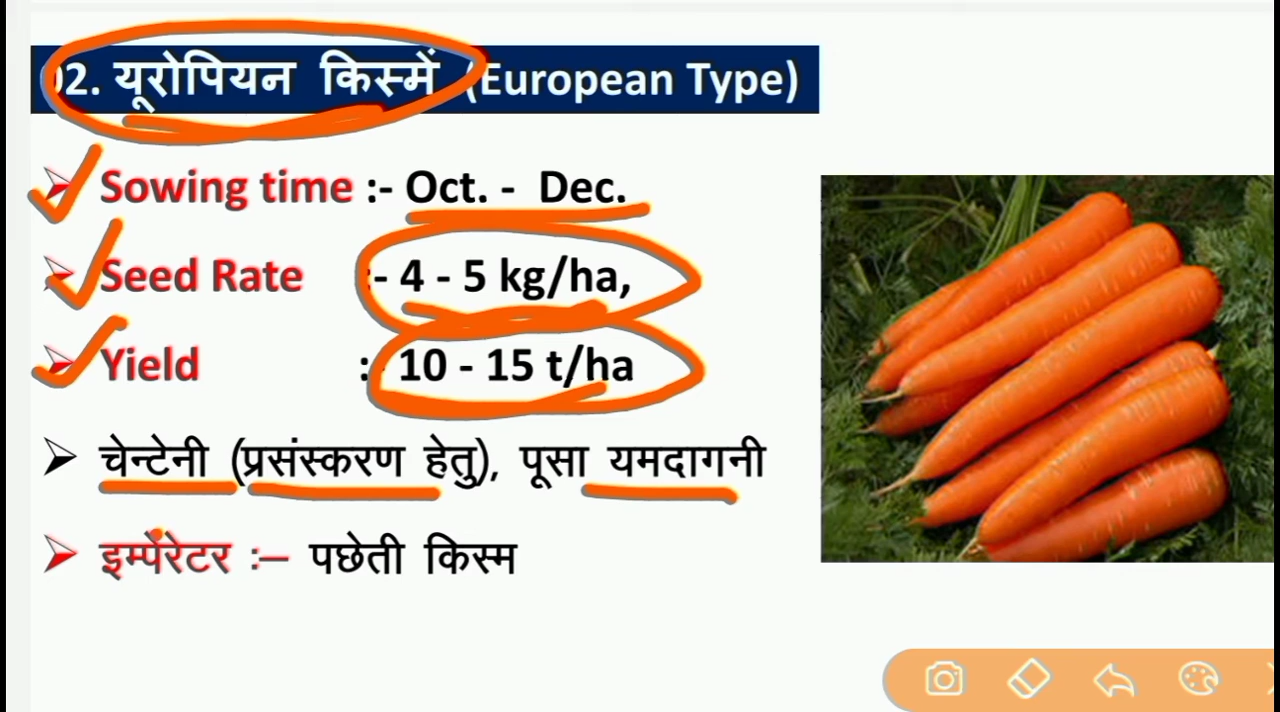 02. यूरोपियन किस्में (European Type)
➢ Sowing time :- Oct. - Dec.
➢ Seed Rate :- 4 - 5 kg/ha,
➢ Yield :- 10 - 15 t/ha
➢ चेन्टेनी (प्रसंस्करण हेतु), पूसा यमदागनी
➢ इम्पेरेटर :– पछेती किस्म